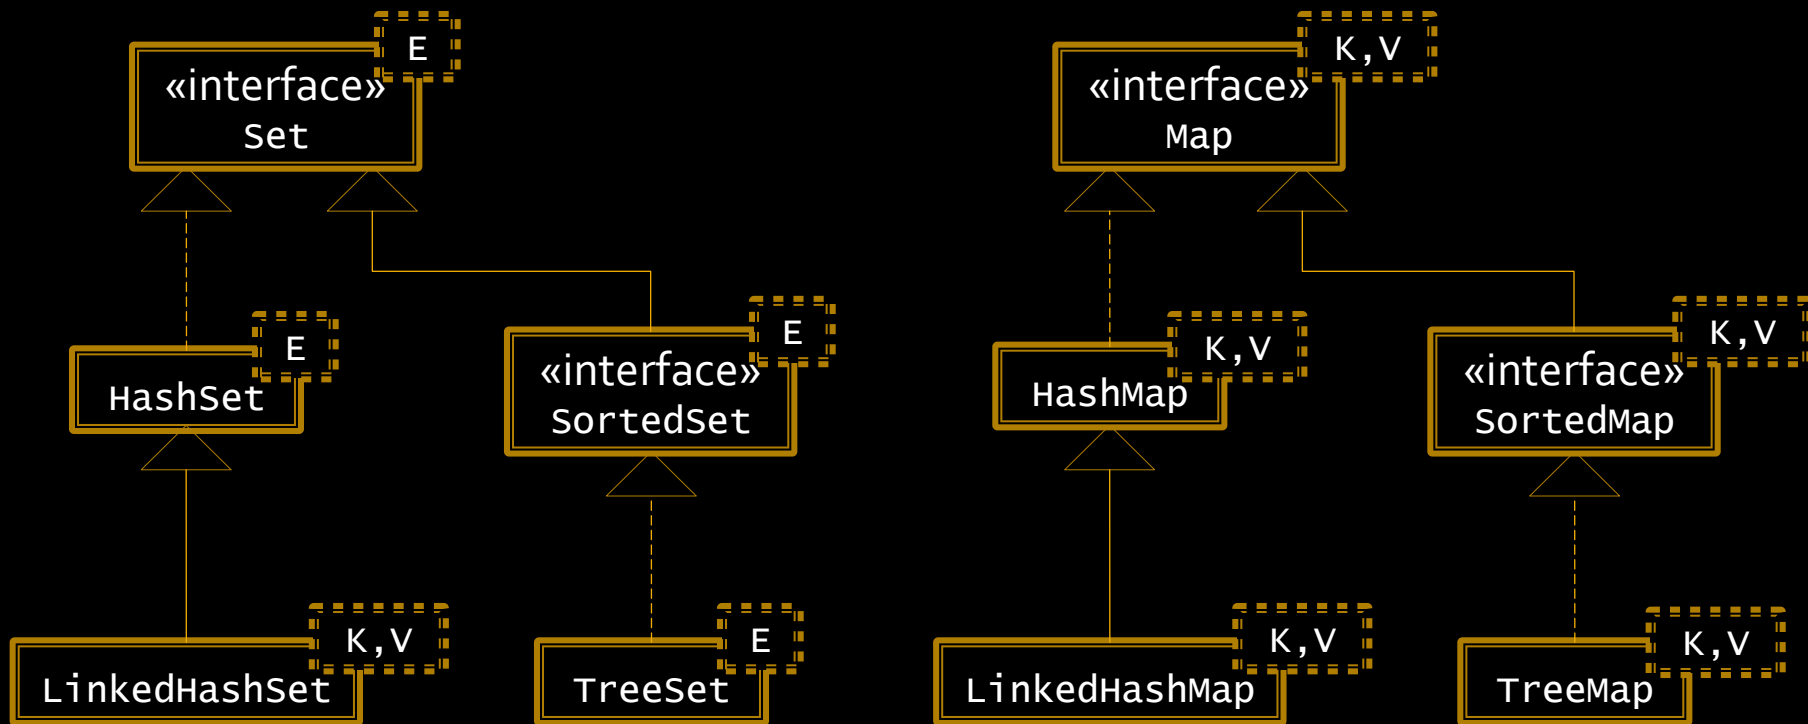 E
«interface»
Set
K,V
«interface»
Map
E
HashSet
E
«interface»
SortedSet
K,V
HashMap
K,V
«interface»
SortedMap
K,V
LinkedHashSet
E
TreeSet
K,V
LinkedHashMap
K,V
TreeMap